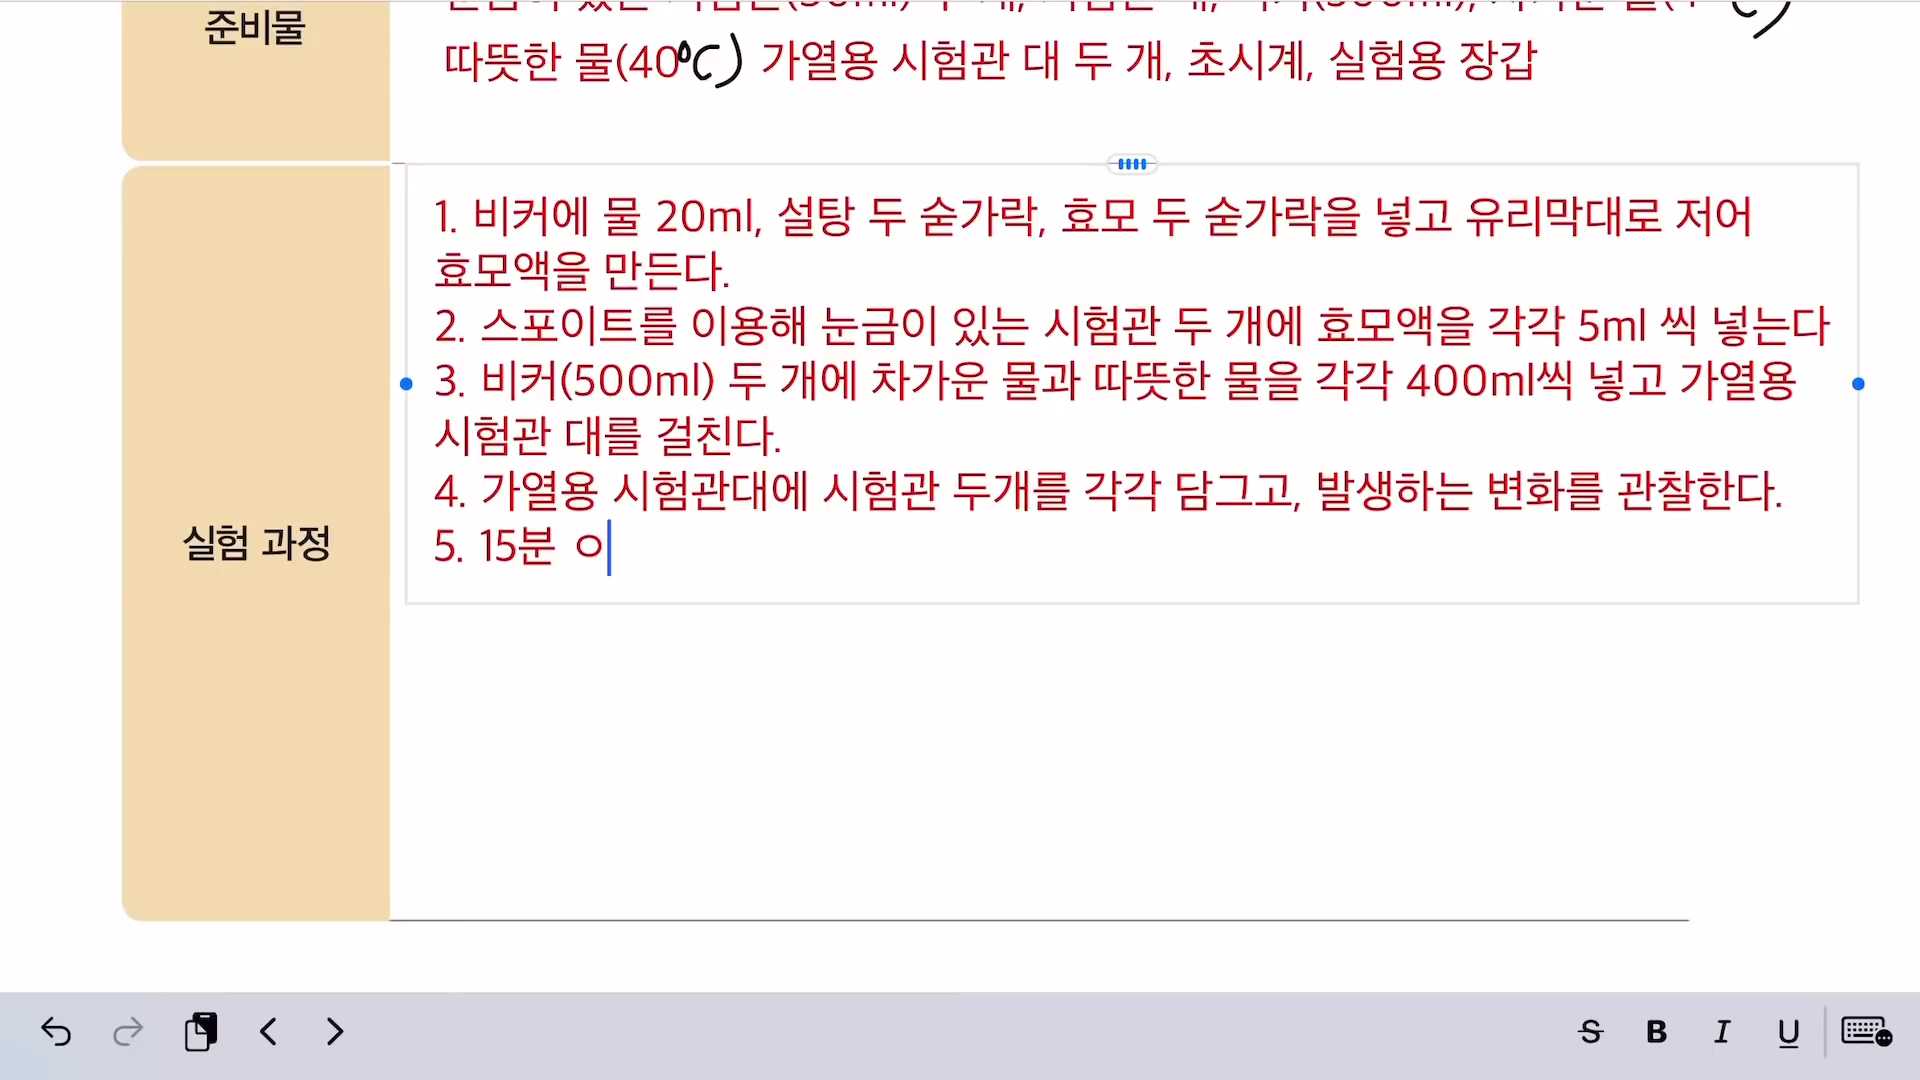 준비물
따뜻한 물(40℃) 가열용 시험관 대 두 개, 초시계, 실험용 장갑
실험 과정
1. 비커에 물 20ml, 설탕 두 숟가락, 효모 두 숟가락을 넣고 유리막대로 저어
효모액을 만든다.
2. 스포이트를 이용해 눈금이 있는 시험관 두 개에 효모액을 각각 5ml 씩 넣는다
3. 비커(500ml) 두 개에 차가운 물과 따뜻한 물을 각각 400ml씩 넣고 가열용
시험관 대를 걸친다.
4. 가열용 시험관대에 시험관 두개를 각각 담그고, 발생하는 변화를 관찰한다.
5. 15분 ㅇ
S B I U